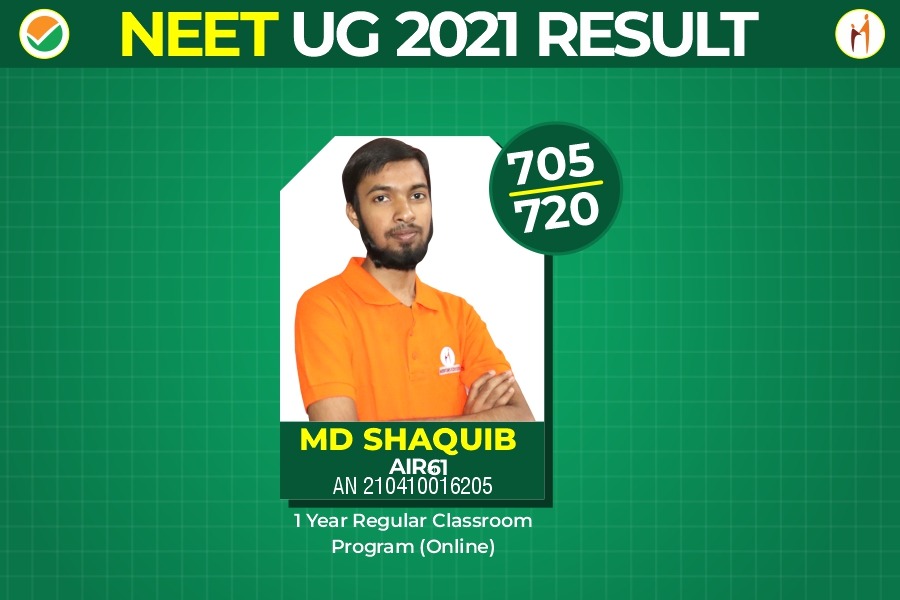 NEET UG 2021 RESULT
705
720
MD SHAQUIB
AIR61
AN 210410016205
1 Year Regular Classroom
Program (Online)